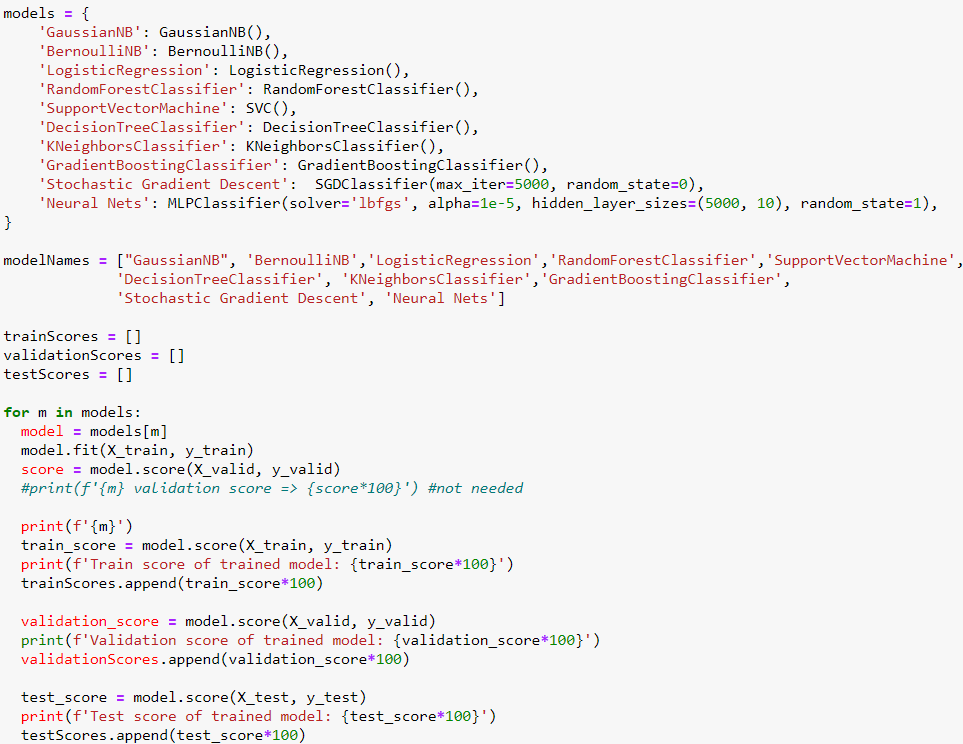 models = {
    'GaussianNB': GaussianNB(),
    'BernoulliNB': BernoulliNB(),
    'LogisticRegression': LogisticRegression(),
    'RandomForestClassifier': RandomForestClassifier(),
    'SupportVectorMachine': SVC(),
    'DecisionTreeClassifier': DecisionTreeClassifier(),
    'KNeighborsClassifier': KNeighborsClassifier(),
    'GradientBoostingClassifier': GradientBoostingClassifier(),
    'Stochastic Gradient Descent':  SGDClassifier(max_iter=5000, random_state=0),
    'Neural Nets': MLPClassifier(solver='lbfgs', alpha=1e-5, hidden_layer_sizes=(5000, 10), random_state=1),
}
modelNames = ["GaussianNB", 'BernoulliNB','LogisticRegression','RandomForestClassifier','SupportVectorMachine',
             'DecisionTreeClassifier', 'KNeighborsClassifier','GradientBoostingClassifier',
             'Stochastic Gradient Descent', 'Neural Nets']
trainScores = []
validationScores = []
testScores = []
for m in models:
  model = models[m]
  model.fit(X_train, y_train)
  score = model.score(X_valid, y_valid)
  #print(f'{m} validation score => {score*100}') #not needed
  print(f'{m}')
  train_score = model.score(X_train, y_train)
  print(f'Train score of trained model: {train_score*100}')
  trainScores.append(train_score*100)
  validation_score = model.score(X_valid, y_valid)
  print(f'Validation score of trained model: {validation_score*100}')
  validationScores.append(validation_score*100)
  test_score = model.score(X_test, y_test)
  print(f'Test score of trained model: {test_score*100}')
  testScores.append(test_score*100)